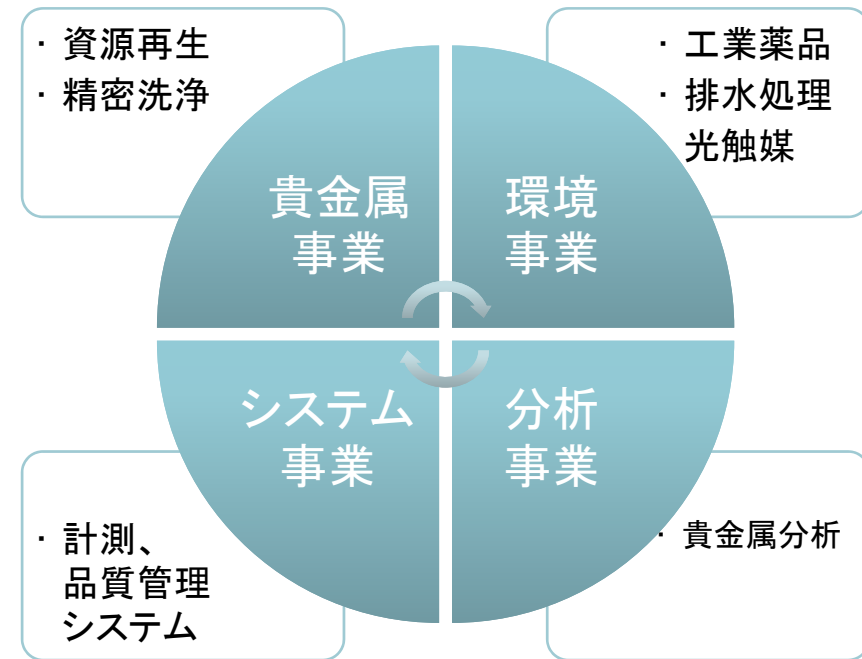 ・資源再生
・精密洗浄
・工業薬品
・排水処理
光触媒
貴金属
事業
環境
事業
システム
事業
分析
事業
・計測、
品質管理
システム
・貴金属分析